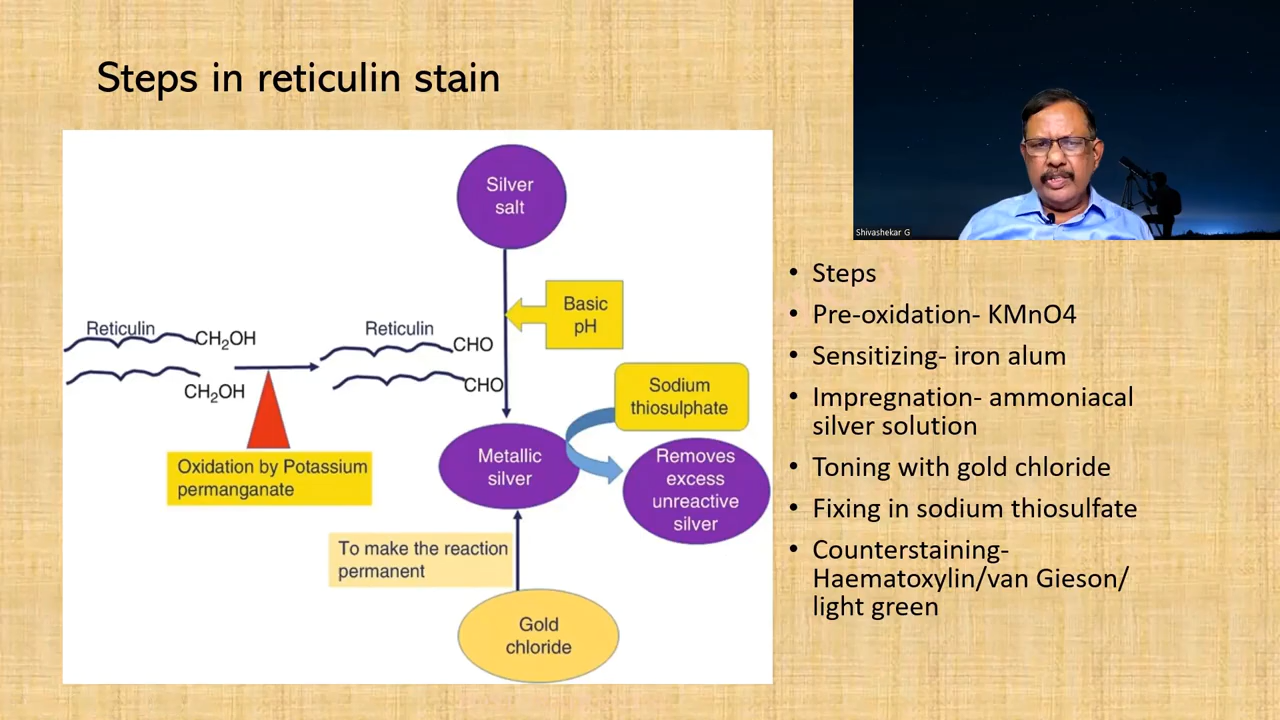 Steps in reticulin stain
Silver
salt
Basic
pH
Reticulin
CH₂OH
CH₂OH
Reticulin
CHO
CHO
Oxidation by Potassium
permanganate
Sodium
thiosulphate
Metallic
silver
Removes
excess
unreactive
silver
To make the reaction
permanent
Gold
chloride
Shivashekar G
• Steps
• Pre-oxidation- KMnO4
• Sensitizing- iron alum
• Impregnation- ammoniacal
silver solution
• Toning with gold chloride
• Fixing in sodium thiosulfate
• Counterstaining-
Haematoxylin/van Gieson/
light green